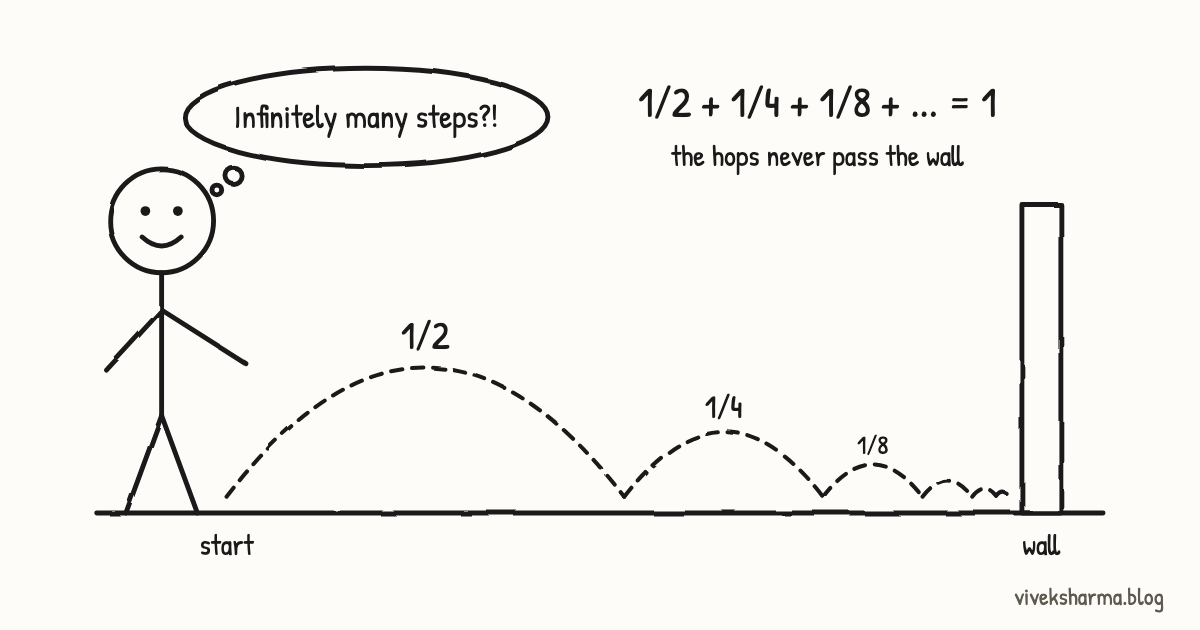 Infinitely many steps?!
1/2 + 1/4 + 1/8 + ... = 1
the hops never pass the wall
1/2
1/4
1/8
start
wall
viveksharma.blog